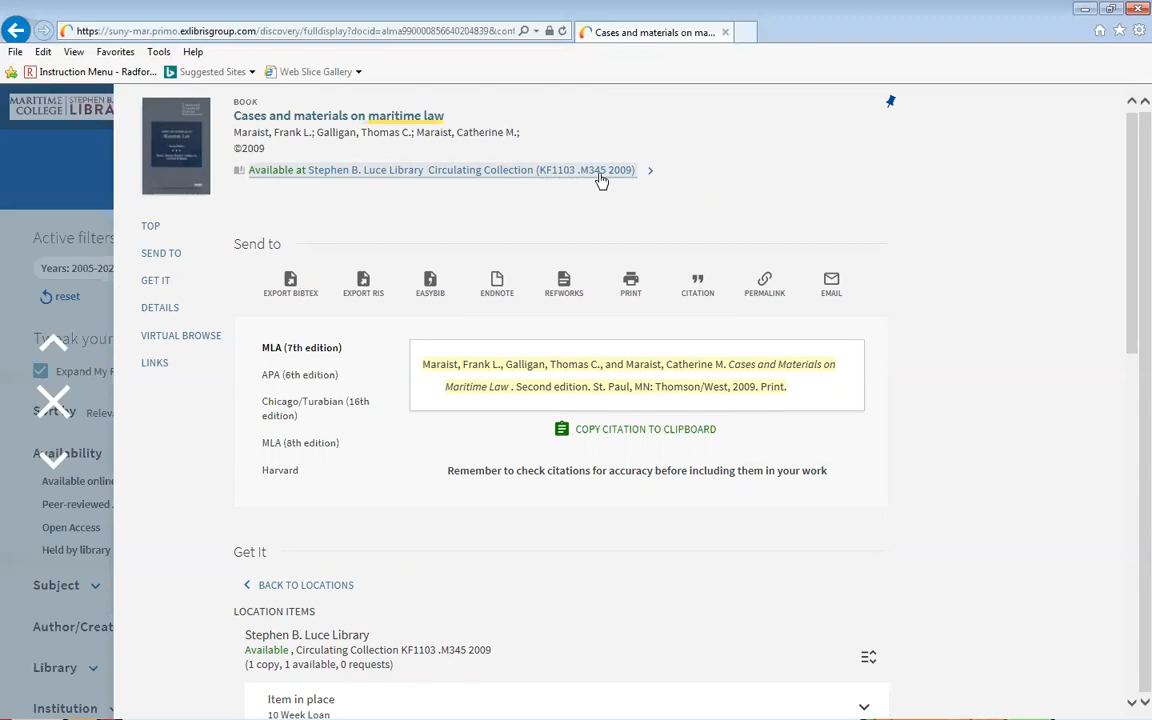 https://suny-mar.primo.exlibrisgroup.com/discovery/fulldisplay?docid=alma990000856640204839&cont
Cases and materials on ma...
File Edit View Favorites Tools Help
Instruction Menu - Radfor... Suggested Sites Web Slice Gallery
MARITIME COLLEGE STEPHEN B. LIBRA
BOOK
Cases and materials on maritime law
Maraist, Frank L.; Galligan, Thomas C.; Maraist, Catherine M.;
©2009
Available at Stephen B. Luce Library Circulating Collection (KF1103 .M345 2009)
Active filters
Years: 2005-202
reset
Tweak your
Expand My R
Sort by Relev
Availability
Available online
Peer-reviewed
Open Access
Held by library
Subject
Author/Creat
Library
Institution
TOP
SEND TO
GET IT
DETAILS
VIRTUAL BROWSE
LINKS
Send to
EXPORT BIBTEX EXPORT RIS EASYBIB ENDNOTE REFWORKS PRINT CITATION PERMALINK EMAIL
MLA (7th edition)
APA (6th edition)
Chicago/Turabian (16th
edition)
MLA (8th edition)
Harvard
Maraist, Frank L., Galligan, Thomas C., and Maraist, Catherine M. Cases and Materials on
Maritime Law . Second edition. St. Paul, MN: Thomson/West, 2009. Print.
COPY CITATION TO CLIPBOARD
Remember to check citations for accuracy before including them in your work
Get It
BACK TO LOCATIONS
LOCATION ITEMS
Stephen B. Luce Library
Available , Circulating Collection KF1103 .M345 2009
(1 copy, 1 available, 0 requests)
Item in place
10 Week Loan